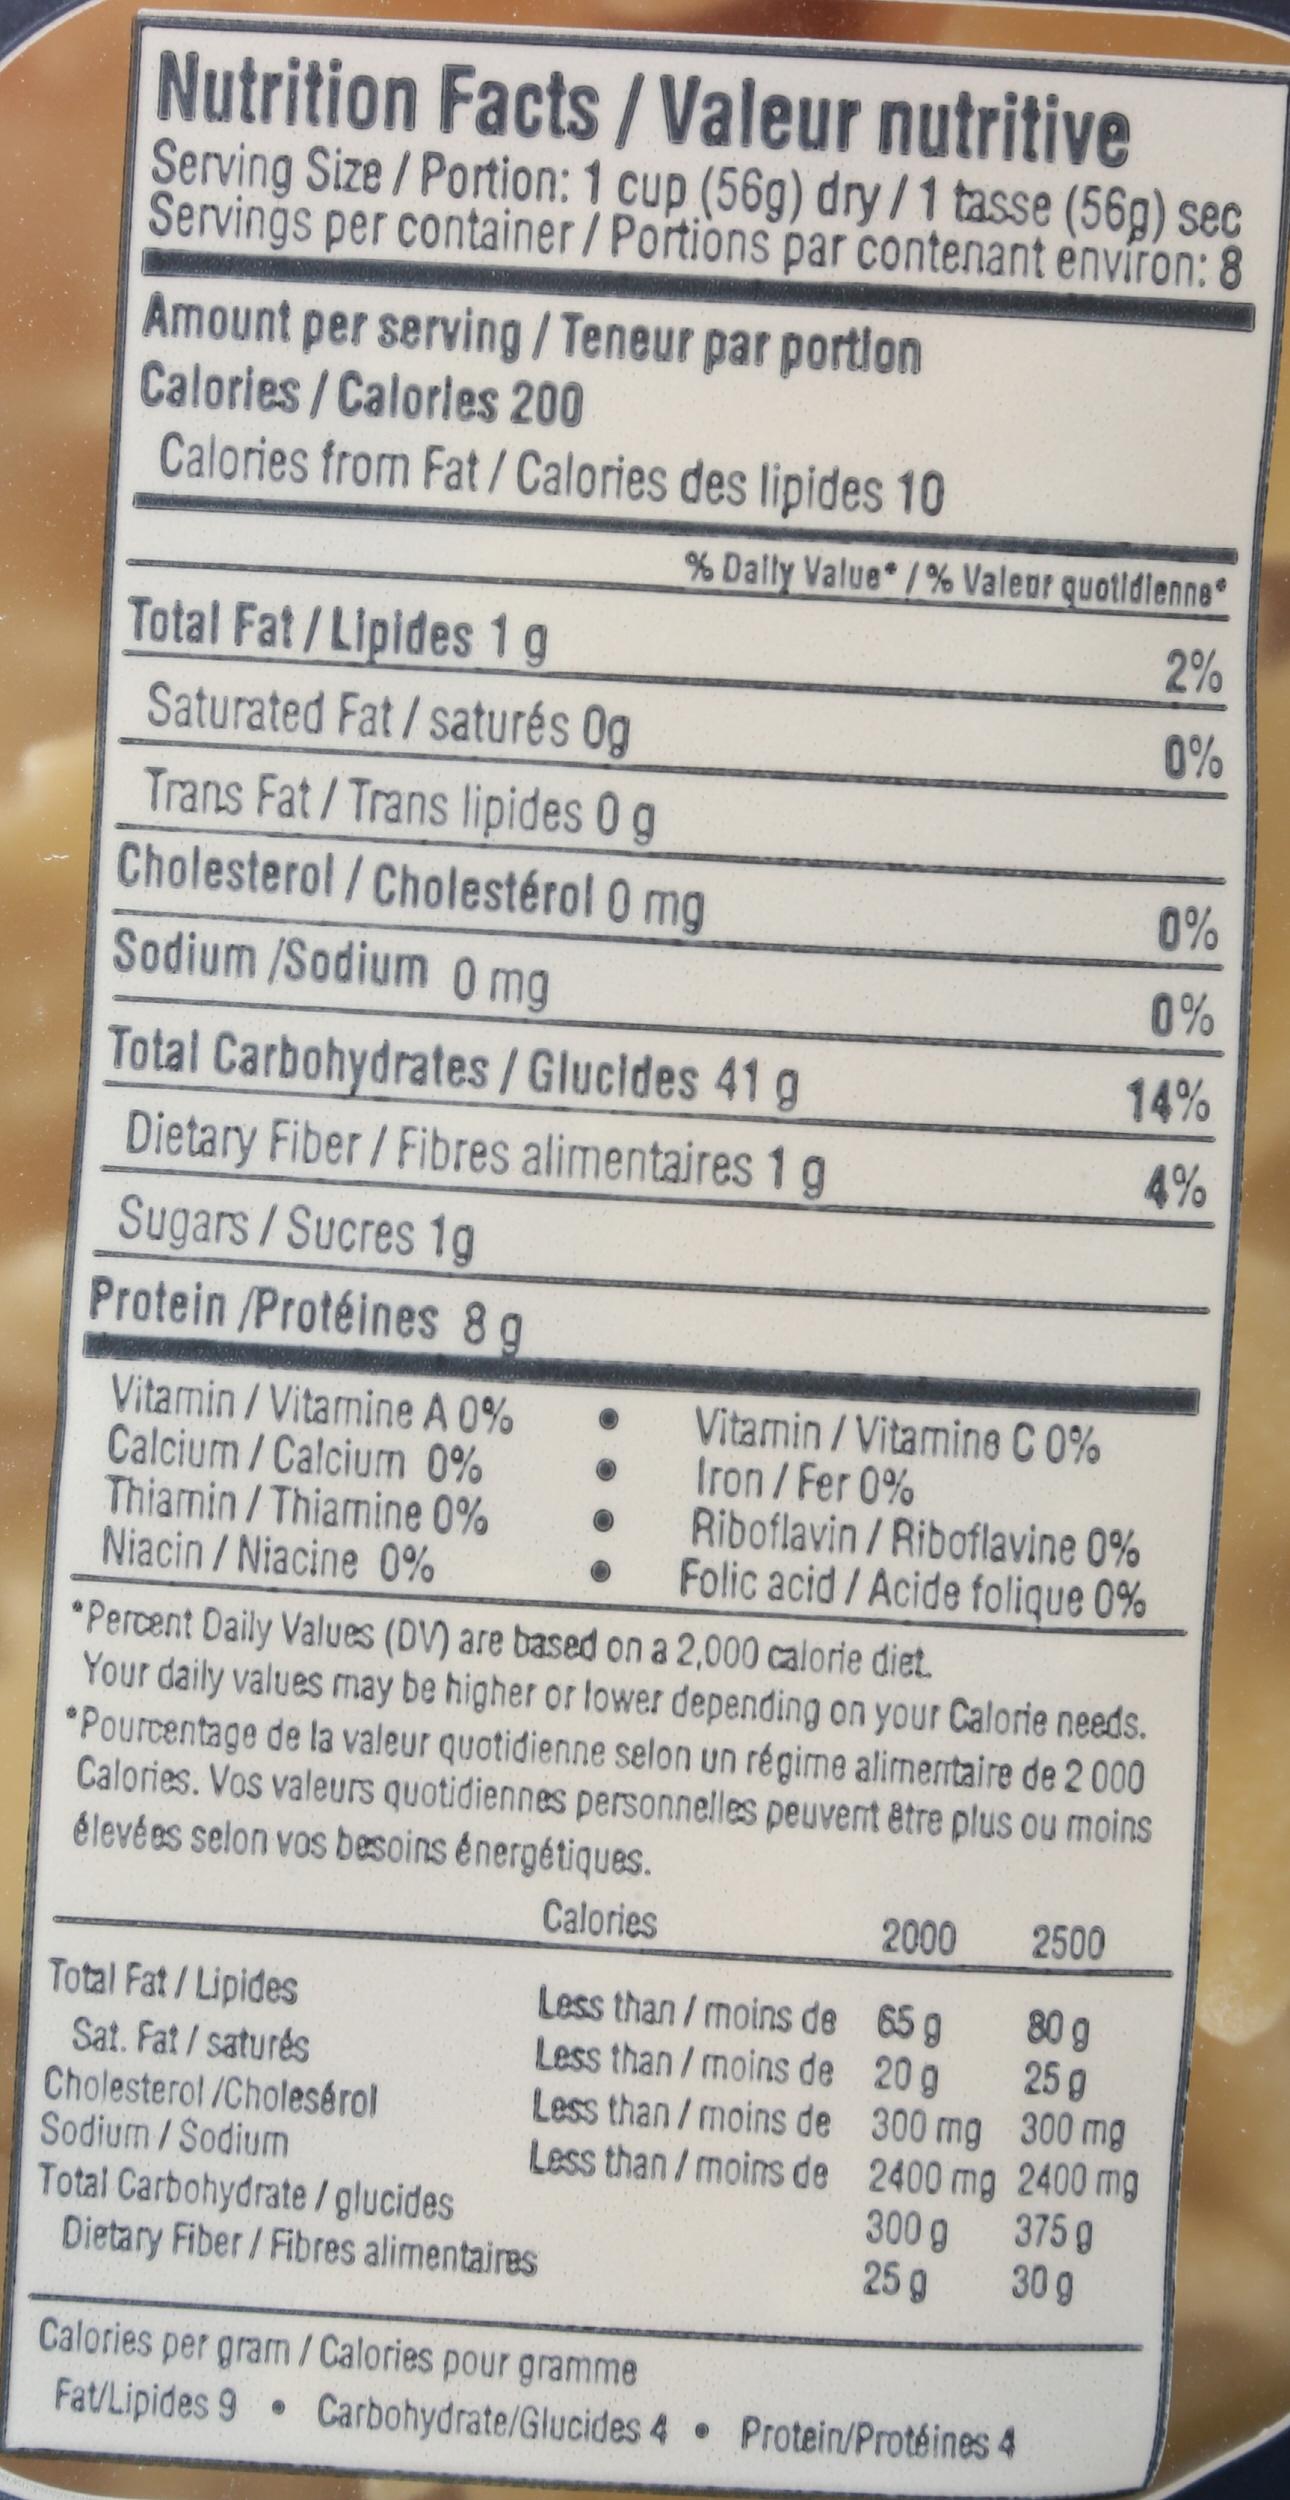 Nutrition Facts / Valeur nutritive
Serving Size / Portion: 1 cup (56g) dry / 1 tasse (56g) sec
Servings per container / Portions par contenant environ: 8
Amount per serving / Teneur par portion
Calories / Calories 200
Calories from Fat / Calories des lipides 10
% Daily Value* / % Valeur quotidienne*
Total Fat / Lipides 1 g 2%
Saturated Fat / saturés 0g 0%
Trans Fat / Trans lipides 0 g
Cholesterol / Cholestérol 0 mg 0%
Sodium /Sodium 0 mg 0%
Total Carbohydrates / Glucides 41 g 14%
Dietary Fiber / Fibres alimentaires 1 g 4%
Sugars / Sucres 1g
Protein /Protéines 8 g
Vitamin / Vitamine A 0% • Vitamin / Vitamine C 0%
Calcium / Calcium 0% • Iron / Fer 0%
Thiamin / Thiamine 0% • Riboflavin / Riboflavine 0%
Niacin / Niacine 0% • Folic acid / Acide folique 0%
*Percent Daily Values (DV) are based on a 2,000 calorie diet.
Your daily values may be higher or lower depending on your Calorie needs.
*Pourcentage de la valeur quotidienne selon un régime alimentaire de 2 000
Calories. Vos valeurs quotidiennes personnelles peuvent être plus ou moins
élevées selon vos besoins énergétiques.
Calories 2000 2500
Total Fat / Lipides Less than / moins de 65 g 80 g
Sat. Fat / saturés Less than / moins de 20 g 25 g
Cholesterol /Cholesérol Less than / moins de 300 mg 300 mg
Sodium / Sodium Less than / moins de 2400 mg 2400 mg
Total Carbohydrate / glucides 300 g 375 g
Dietary Fiber / Fibres alimentaires 25 g 30 g
Calories per gram / Calories pour gramme
Fat/Lipides 9 • Carbohydrate/Glucides 4 • Protein/Protéines 4